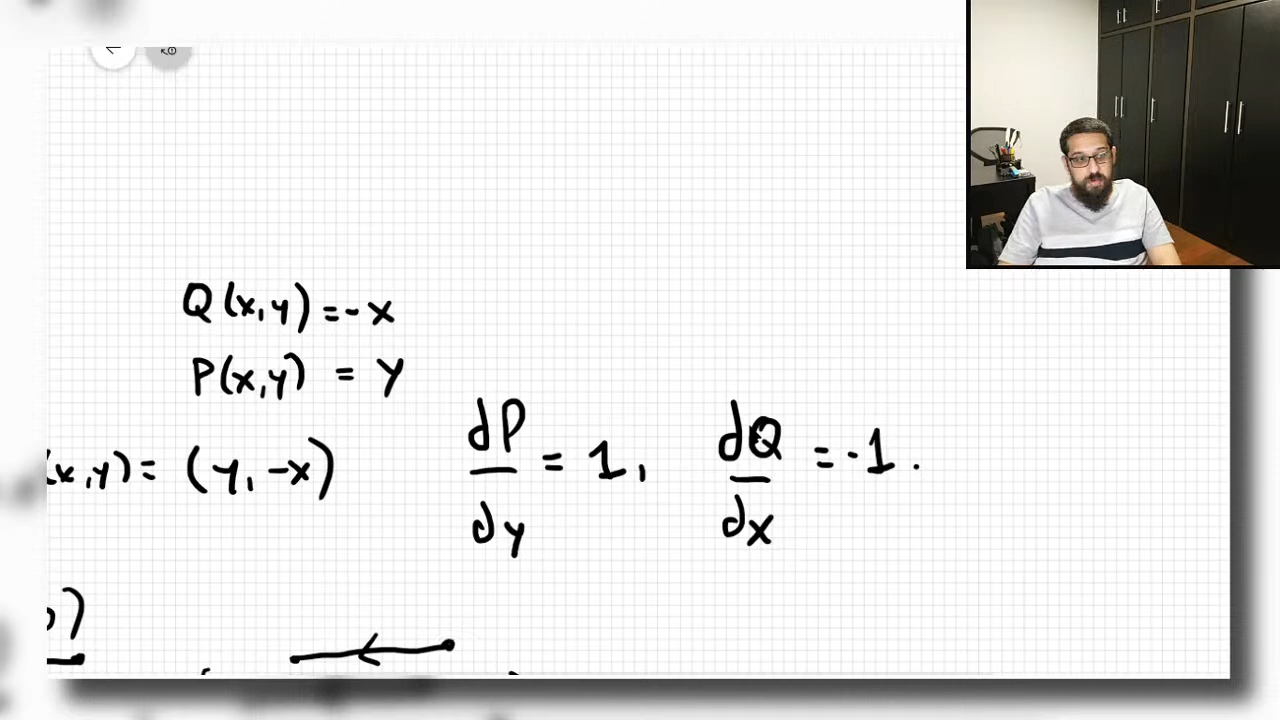 Q(x,y)=-x
P(x,y) = y
(x,y)= (y, -x)
dP/dy = 1, dQ/dx = -1.